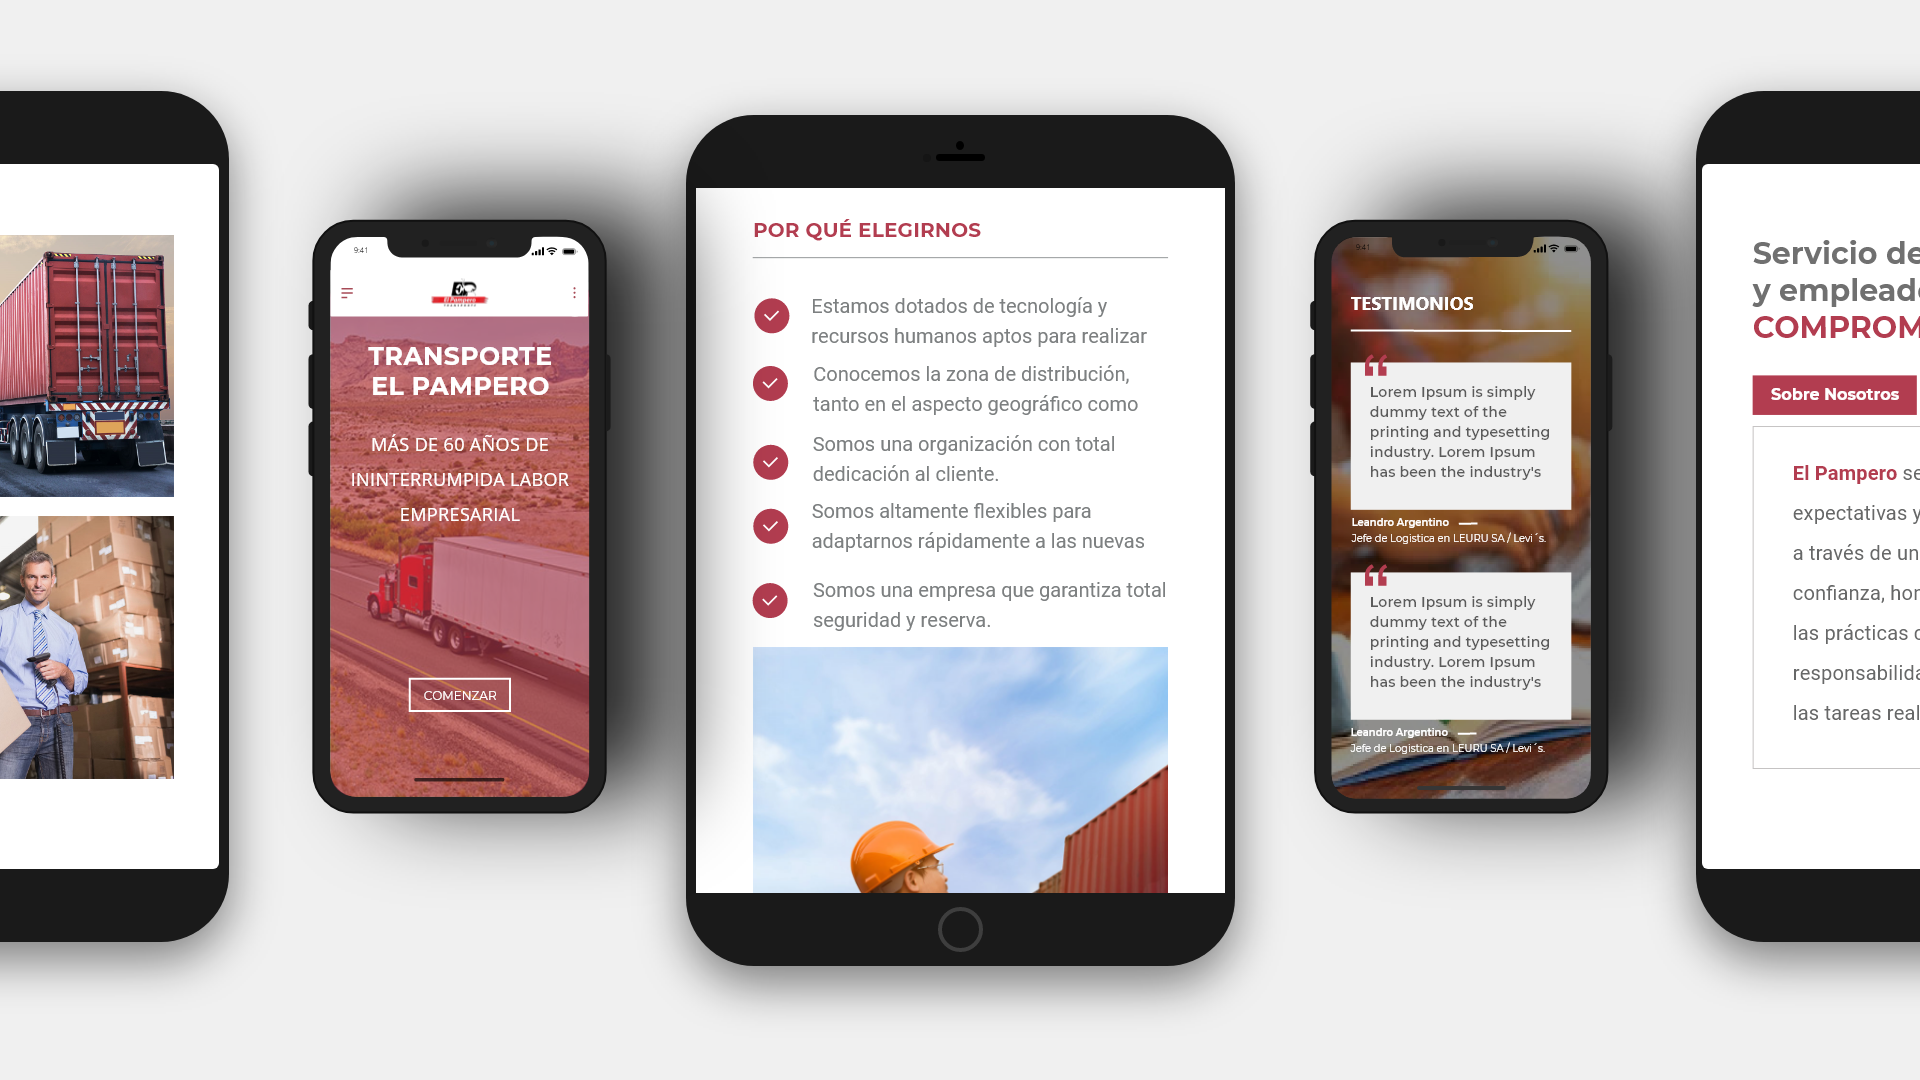 9:41
El Pampero
TRANSPORTE
TRANSPORTE
EL PAMPERO
MÁS DE 60 AÑOS DE
ININTERRUMPIDA LABOR
EMPRESARIAL
COMENZAR
POR QUÉ ELEGIRNOS
Estamos dotados de tecnología y
recursos humanos aptos para realizar
Conocemos la zona de distribución,
tanto en el aspecto geográfico como
Somos una organización con total
dedicación al cliente.
Somos altamente flexibles para
adaptarnos rápidamente a las nuevas
Somos una empresa que garantiza total
seguridad y reserva.
9:41
TESTIMONIOS
Lorem Ipsum is simply
dummy text of the
printing and typesetting
industry. Lorem Ipsum
has been the industry's
Leandro Argentino
Jefe de Logistica en LEURU SA / Levi´s.
Lorem Ipsum is simply
dummy text of the
printing and typesetting
industry. Lorem Ipsum
has been the industry's
Leandro Argentino
Jefe de Logistica en LEURU SA / Levi´s.
Servicio de
y emplead
COMPROM
Sobre Nosotros
El Pampero se
expectativas y
a través de un
confianza, hon
las prácticas
responsabilida
las tareas real